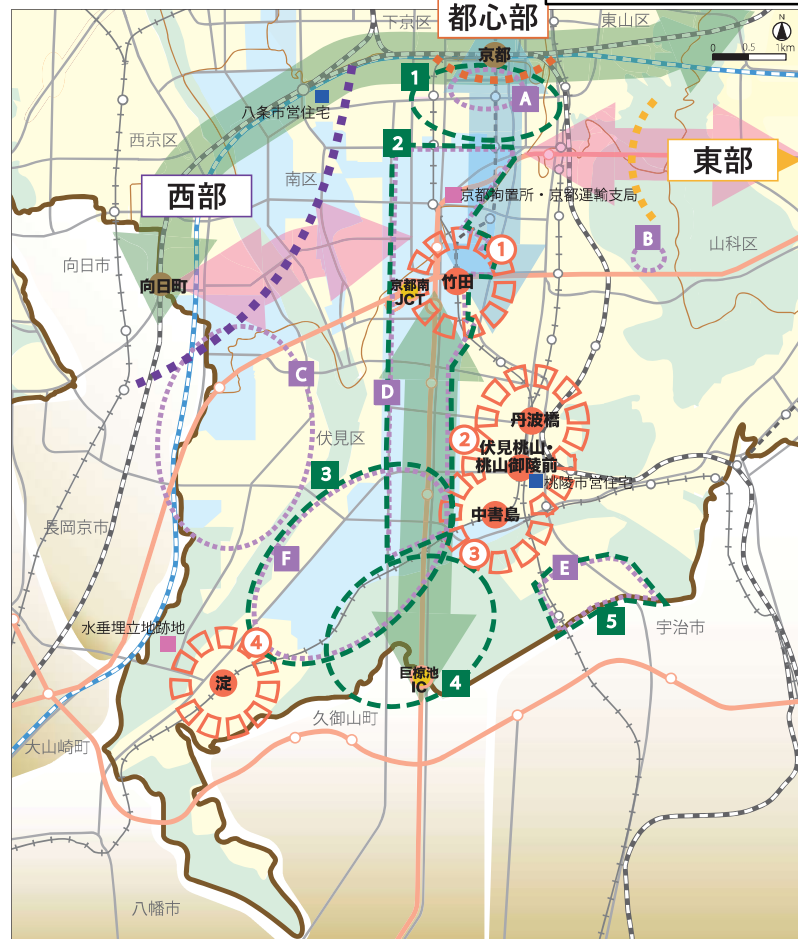 下京区
都心部
東山区
N
京都
0 0.5 1km
1
八条市営住宅
A
西京区
2
南区
東部
西部
京都拘置所・京都運輸支局
B
山科区
1
向日市
向日町
京都南
JCT
竹田
C
D
丹波橋
伏見区
2
伏見桃山・
桃山御陵前
3
桃陵市営住宅
長岡京市
中書島
F
3
E
水垂埋立地跡地
4
5
宇治市
淀
巨椋池
IC
4
久御山町
大山崎町
八幡市